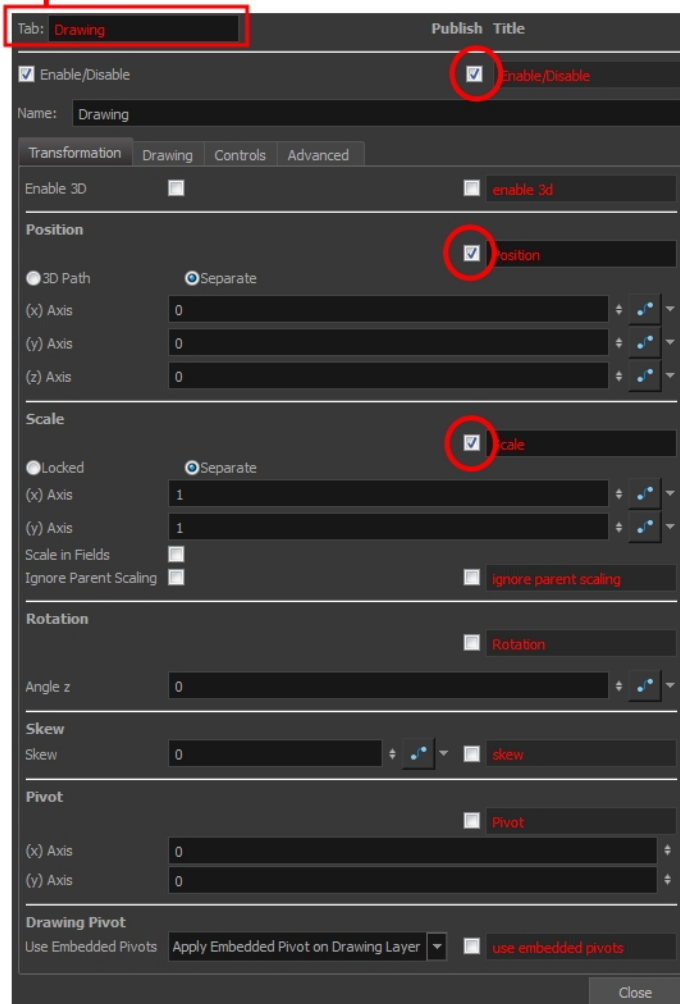 Tab: Drawing Publish Title
Enable/Disable Enable/Disable
Name: Drawing
Transformation Drawing Controls Advanced
Enable 3D enable 3d
Position
Position
3D Path Separate
(x) Axis 0
(y) Axis 0
(z) Axis 0
Scale
Scale
Locked Separate
(x) Axis 1
(y) Axis 1
Scale in Fields
Ignore Parent Scaling ignore parent scaling
Rotation
Rotation
Angle z 0
Skew
Skew 0 skew
Pivot
Pivot
(x) Axis 0
(y) Axis 0
Drawing Pivot
Use Embedded Pivots Apply Embedded Pivot on Drawing Layer use embedded pivots
Close